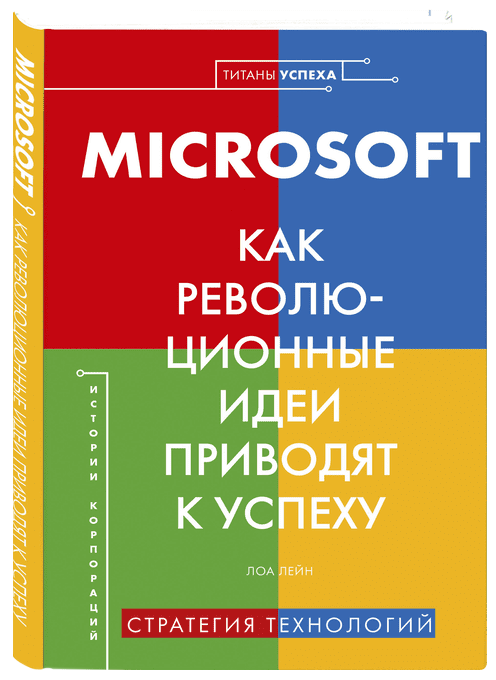 ТИТАНЫ УСПЕХА
MICROSOFT
КАК
РЕВОЛЮ-
ЦИОННЫЕ
ИДЕИ
ПРИВОДЯТ
К УСПЕХУ
ЛОА ЛЕЙН
СТРАТЕГИЯ ТЕХНОЛОГИЙ
ИСТОРИИ КОРПОРАЦИЙ
MICROSOFT КАК РЕВОЛЮЦИОННЫЕ ИДЕИ ПРИВОДЯТ К УСПЕХУ